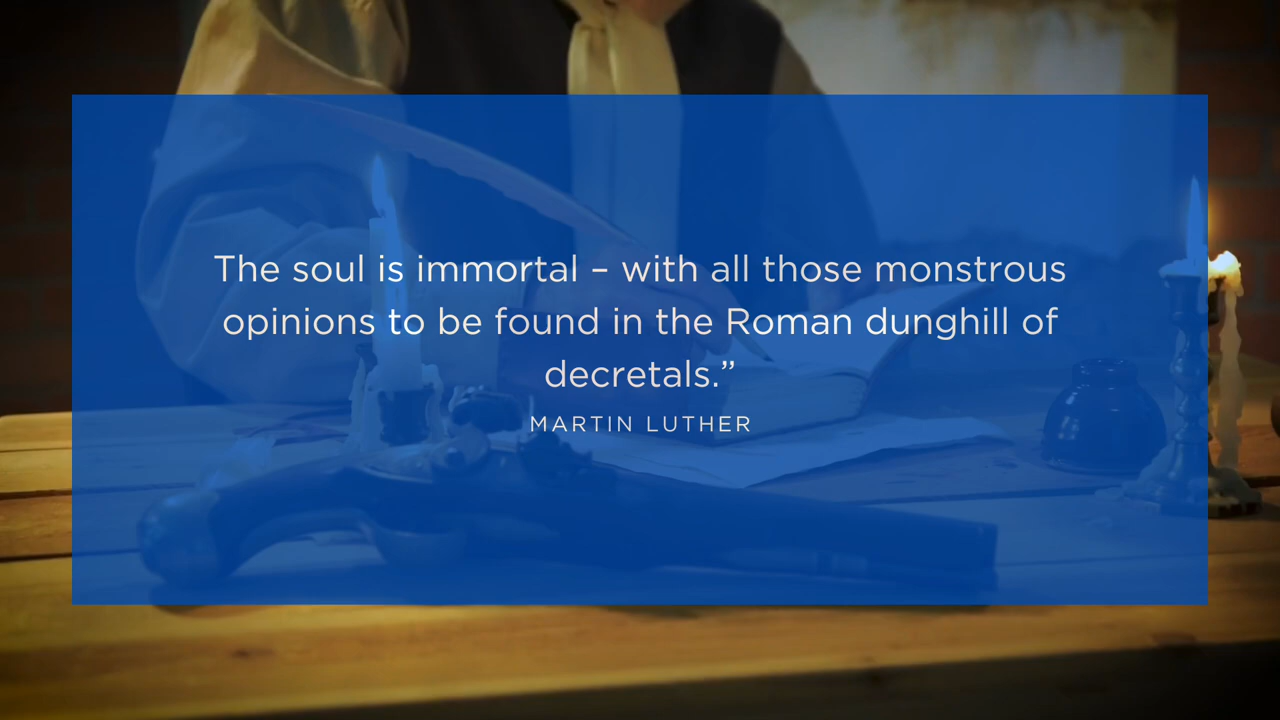 The soul is immortal – with all those monstrous
opinions to be found in the Roman dunghill of
decretals.”
MARTIN LUTHER